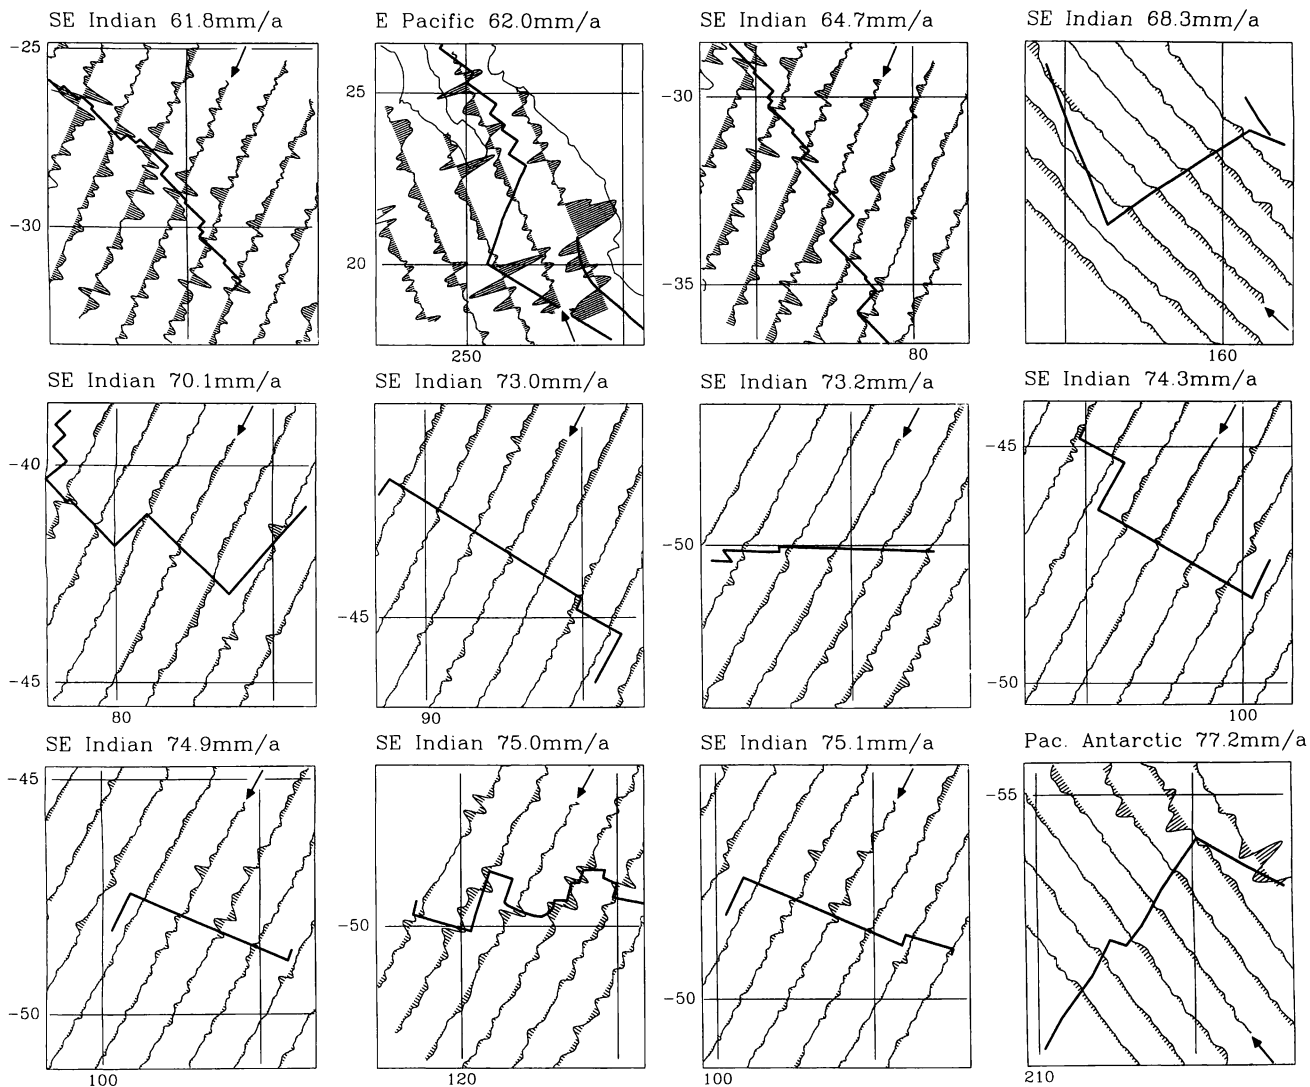 SE Indian 61.8mm/a
E Pacific 62.0mm/a
SE Indian 64.7mm/a
SE Indian 68.3mm/a
-25
-30
25
20
250
-30
-35
80
160
SE Indian 70.1mm/a
SE Indian 73.0mm/a
SE Indian 73.2mm/a
SE Indian 74.3mm/a
-40
-45
80
-45
90
-50
-45
-50
100
SE Indian 74.9mm/a
SE Indian 75.0mm/a
SE Indian 75.1mm/a
Pac. Antarctic 77.2mm/a
-45
-50
100
-50
120
-50
100
-55
210